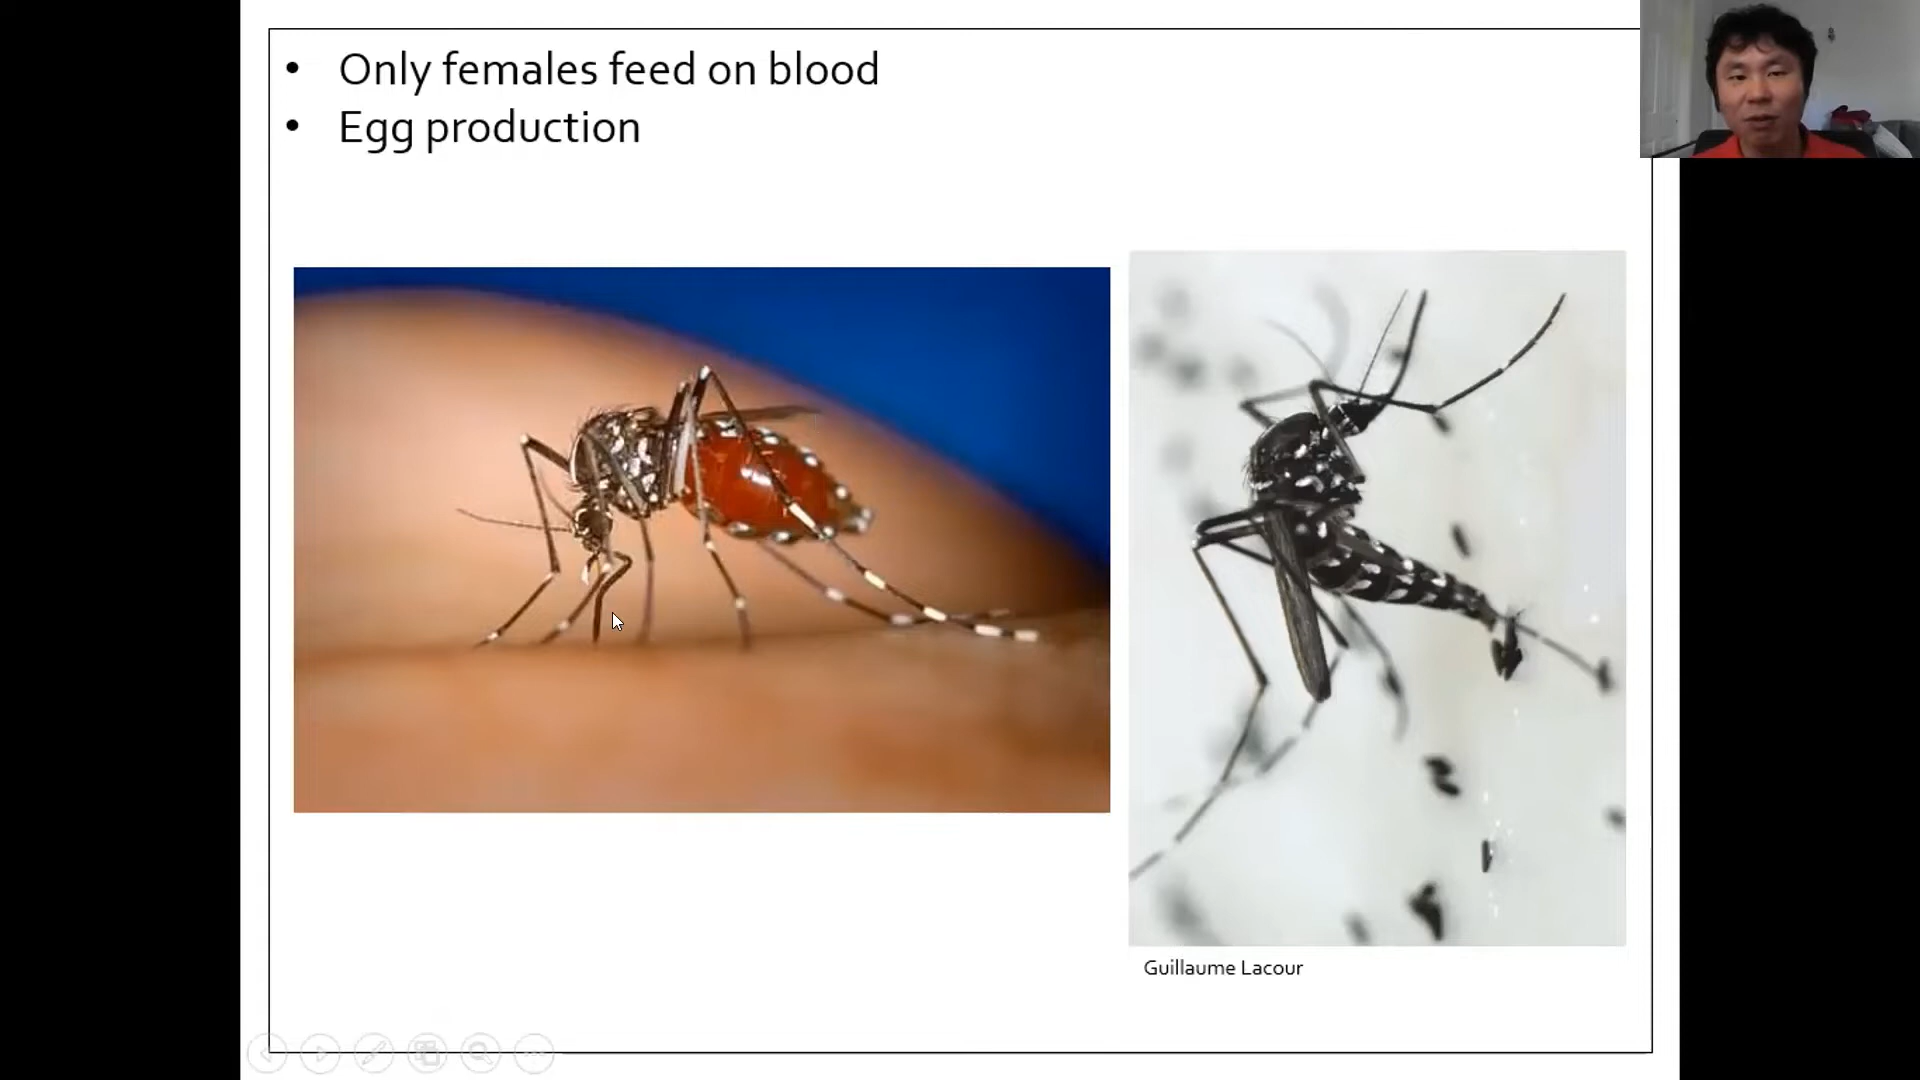 • Only females feed on blood
• Egg production
Guillaume Lacour